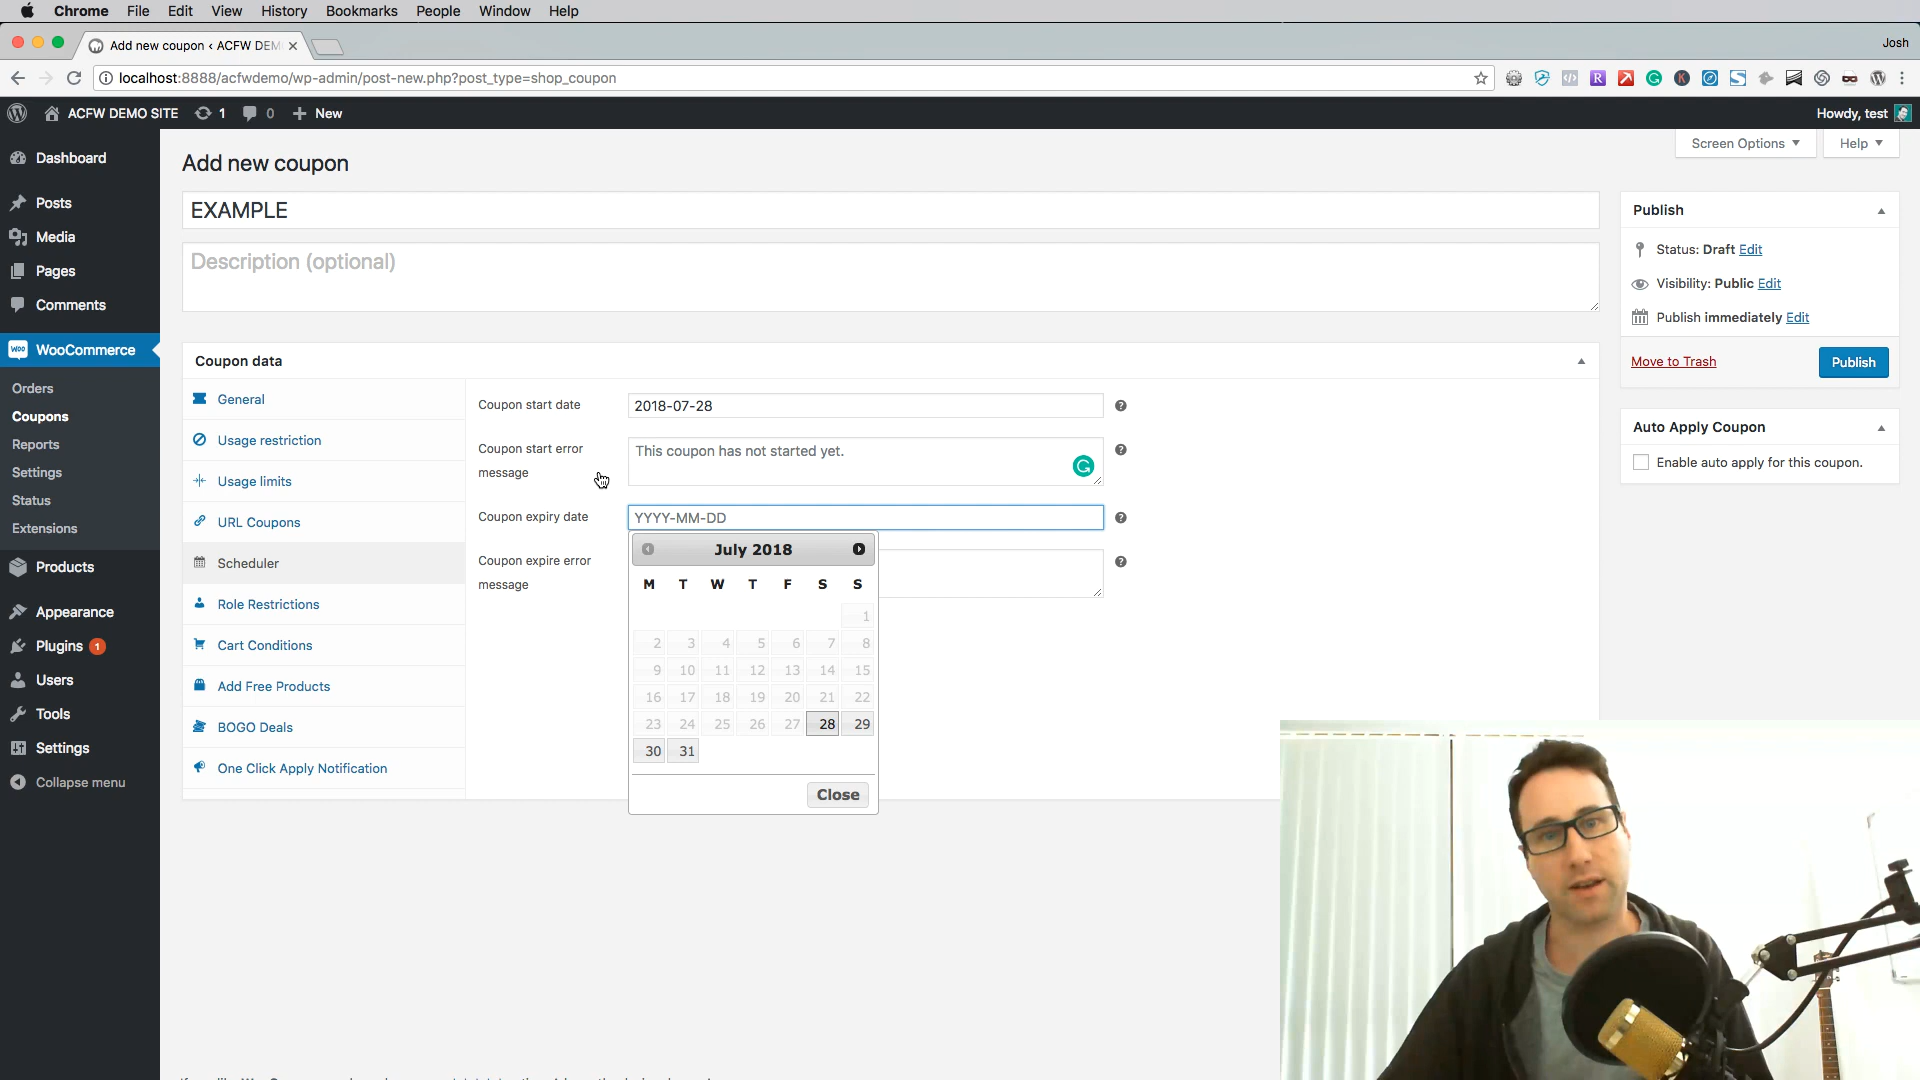 Chrome File Edit View History Bookmarks People Window Help
Add new coupon ‹ ACFW DEM
Josh
localhost:8888/acfwdemo/wp-admin/post-new.php?post_type=shop_coupon
ACFW DEMO SITE 1 0 New
Howdy, test
Dashboard
Posts
Media
Pages
Comments
WooCommerce
Orders
Coupons
Reports
Settings
Status
Extensions
Products
Appearance
Plugins 1
Users
Tools
Settings
Collapse menu
Screen Options
Help
Add new coupon
EXAMPLE
Description (optional)
Coupon data
General
Usage restriction
Usage limits
URL Coupons
Scheduler
Role Restrictions
Cart Conditions
Add Free Products
BOGO Deals
One Click Apply Notification
Coupon start date
2018-07-28
Coupon start error
message
This coupon has not started yet.
Coupon expiry date
YYYY-MM-DD
Coupon expire error
message
July 2018
M T W T F S S
1
2 3 4 5 6 7 8
9 10 11 12 13 14 15
16 17 18 19 20 21 22
23 24 25 26 27 28 29
30 31
Close
Publish
Status: Draft Edit
Visibility: Public Edit
Publish immediately Edit
Move to Trash
Publish
Auto Apply Coupon
Enable auto apply for this coupon.